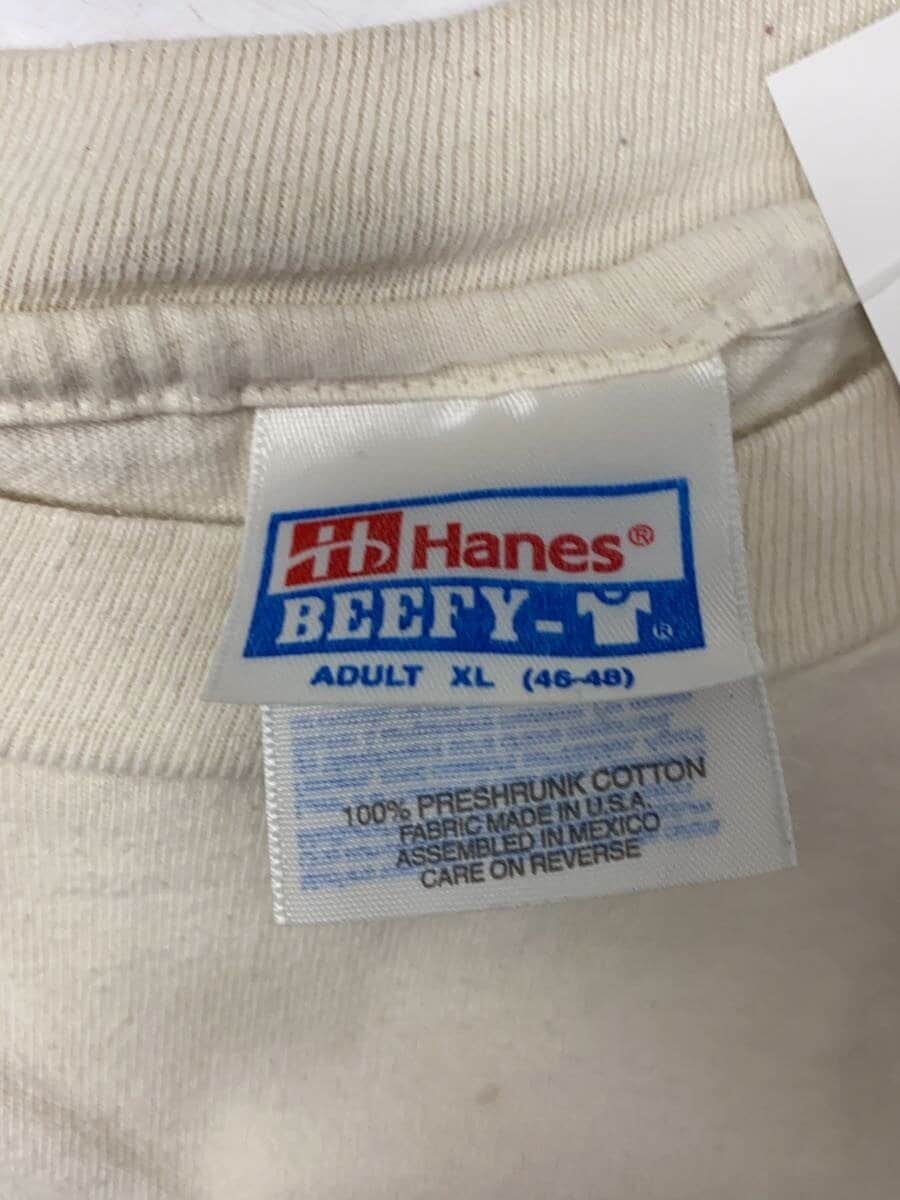 Hanes®
BEEFY-T®
ADULT XL (46-48)
100% PRESHRUNK COTTON
FABRIC MADE IN U.S.A.
ASSEMBLED IN MEXICO
CARE ON REVERSE